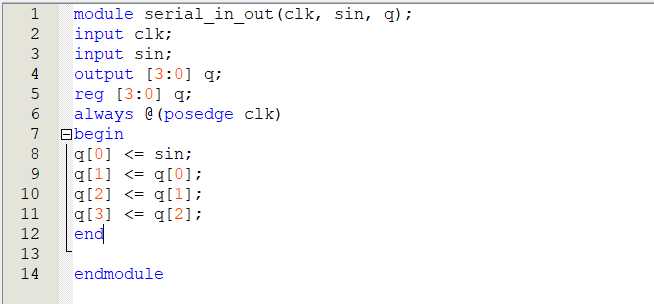 1 module serial_in_out(clk, sin, q);
2 input clk;
3 input sin;
4 output [3:0] q;
5 reg [3:0] q;
6 always @(posedge clk)
7 begin
8 q[0] <= sin;
9 q[1] <= q[0];
10 q[2] <= q[1];
11 q[3] <= q[2];
12 end
13
14 endmodule